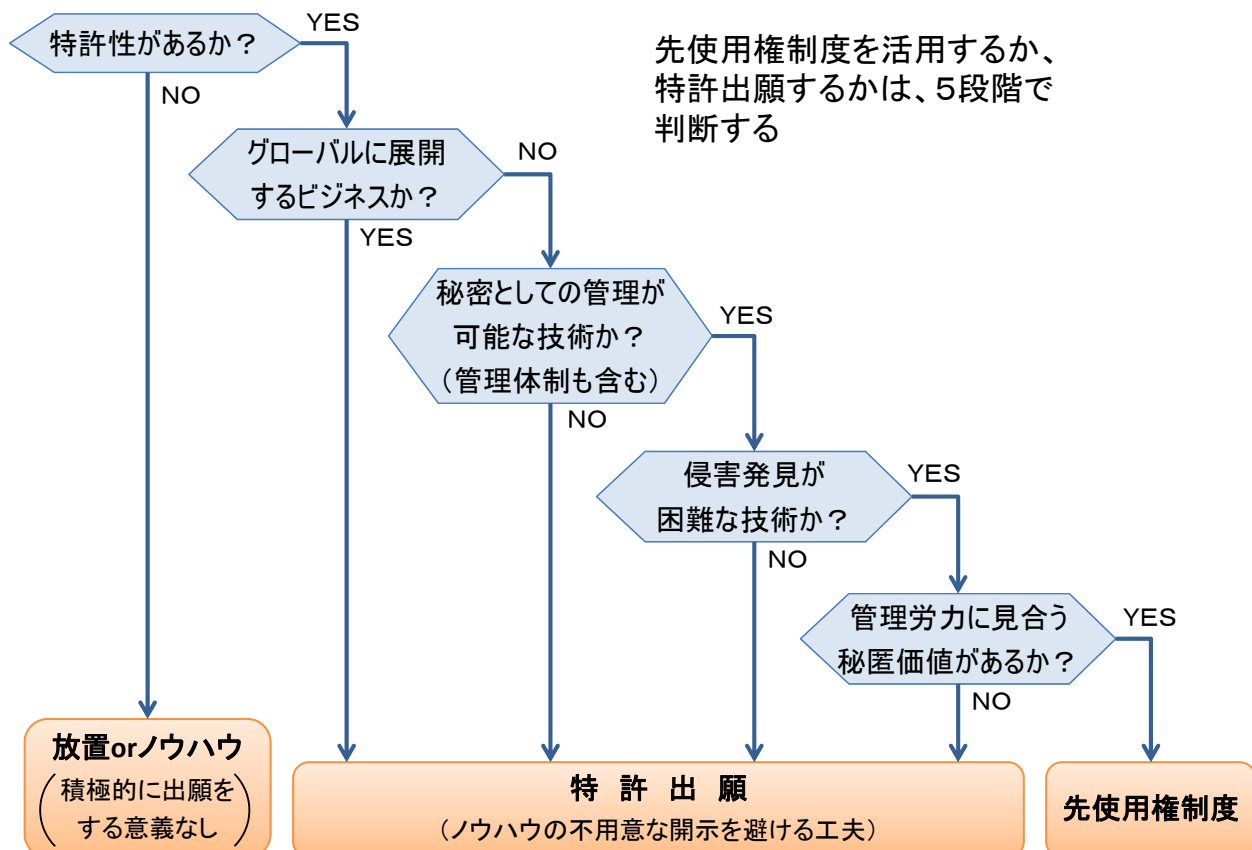 特許性があるか？
YES
NO
先使用権制度を活用するか、
特許出願するかは、５段階で
判断する
グローバルに展開
するビジネスか？
NO
YES
秘密としての管理が
可能な技術か？
（管理体制も含む）
YES
NO
侵害発見が
困難な技術か？
YES
NO
管理労力に見合う
秘匿価値があるか？
YES
NO
放置orノウハウ
（積極的に出願を
する意義なし）
特 許 出 願
（ノウハウの不用意な開示を避ける工夫）
先使用権制度